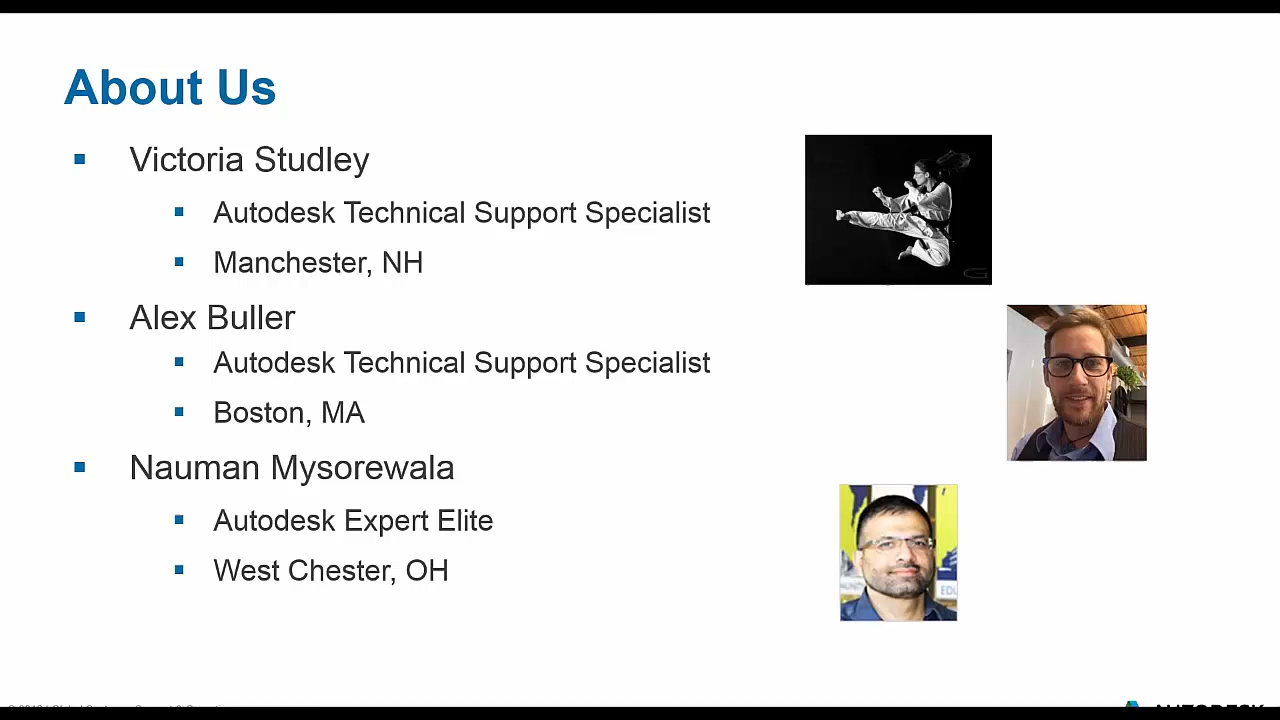 About Us
Victoria Studley
Autodesk Technical Support Specialist
Manchester, NH
Alex Buller
Autodesk Technical Support Specialist
Boston, MA
Nauman Mysorewala
Autodesk Expert Elite
West Chester, OH
AUTODESK